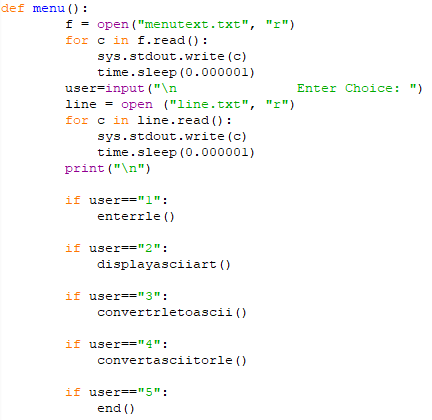 def menu():
        f = open("menutext.txt", "r")
        for c in f.read():
            sys.stdout.write(c)
            time.sleep(0.000001)
        user=input("\n               Enter Choice: ")
        line = open ("line.txt", "r")
        for c in line.read():
            sys.stdout.write(c)
            time.sleep(0.000001)
        print("\n")

        if user=="1":
            enterrle()

        if user=="2":
            displayasciiart()

        if user=="3":
            convertrletoascii()

        if user=="4":
            convertasciitorle()

        if user=="5":
            end()